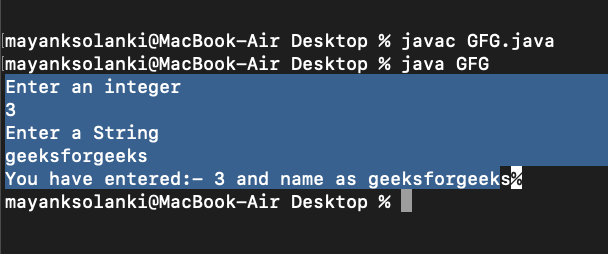 mayanksolanki@MacBook-Air Desktop % javac GFG.java
mayanksolanki@MacBook-Air Desktop % java GFG
Enter an integer
3
Enter a String
geeksforgeeks
You have entered:- 3 and name as geeksforgeeks%
mayanksolanki@MacBook-Air Desktop %